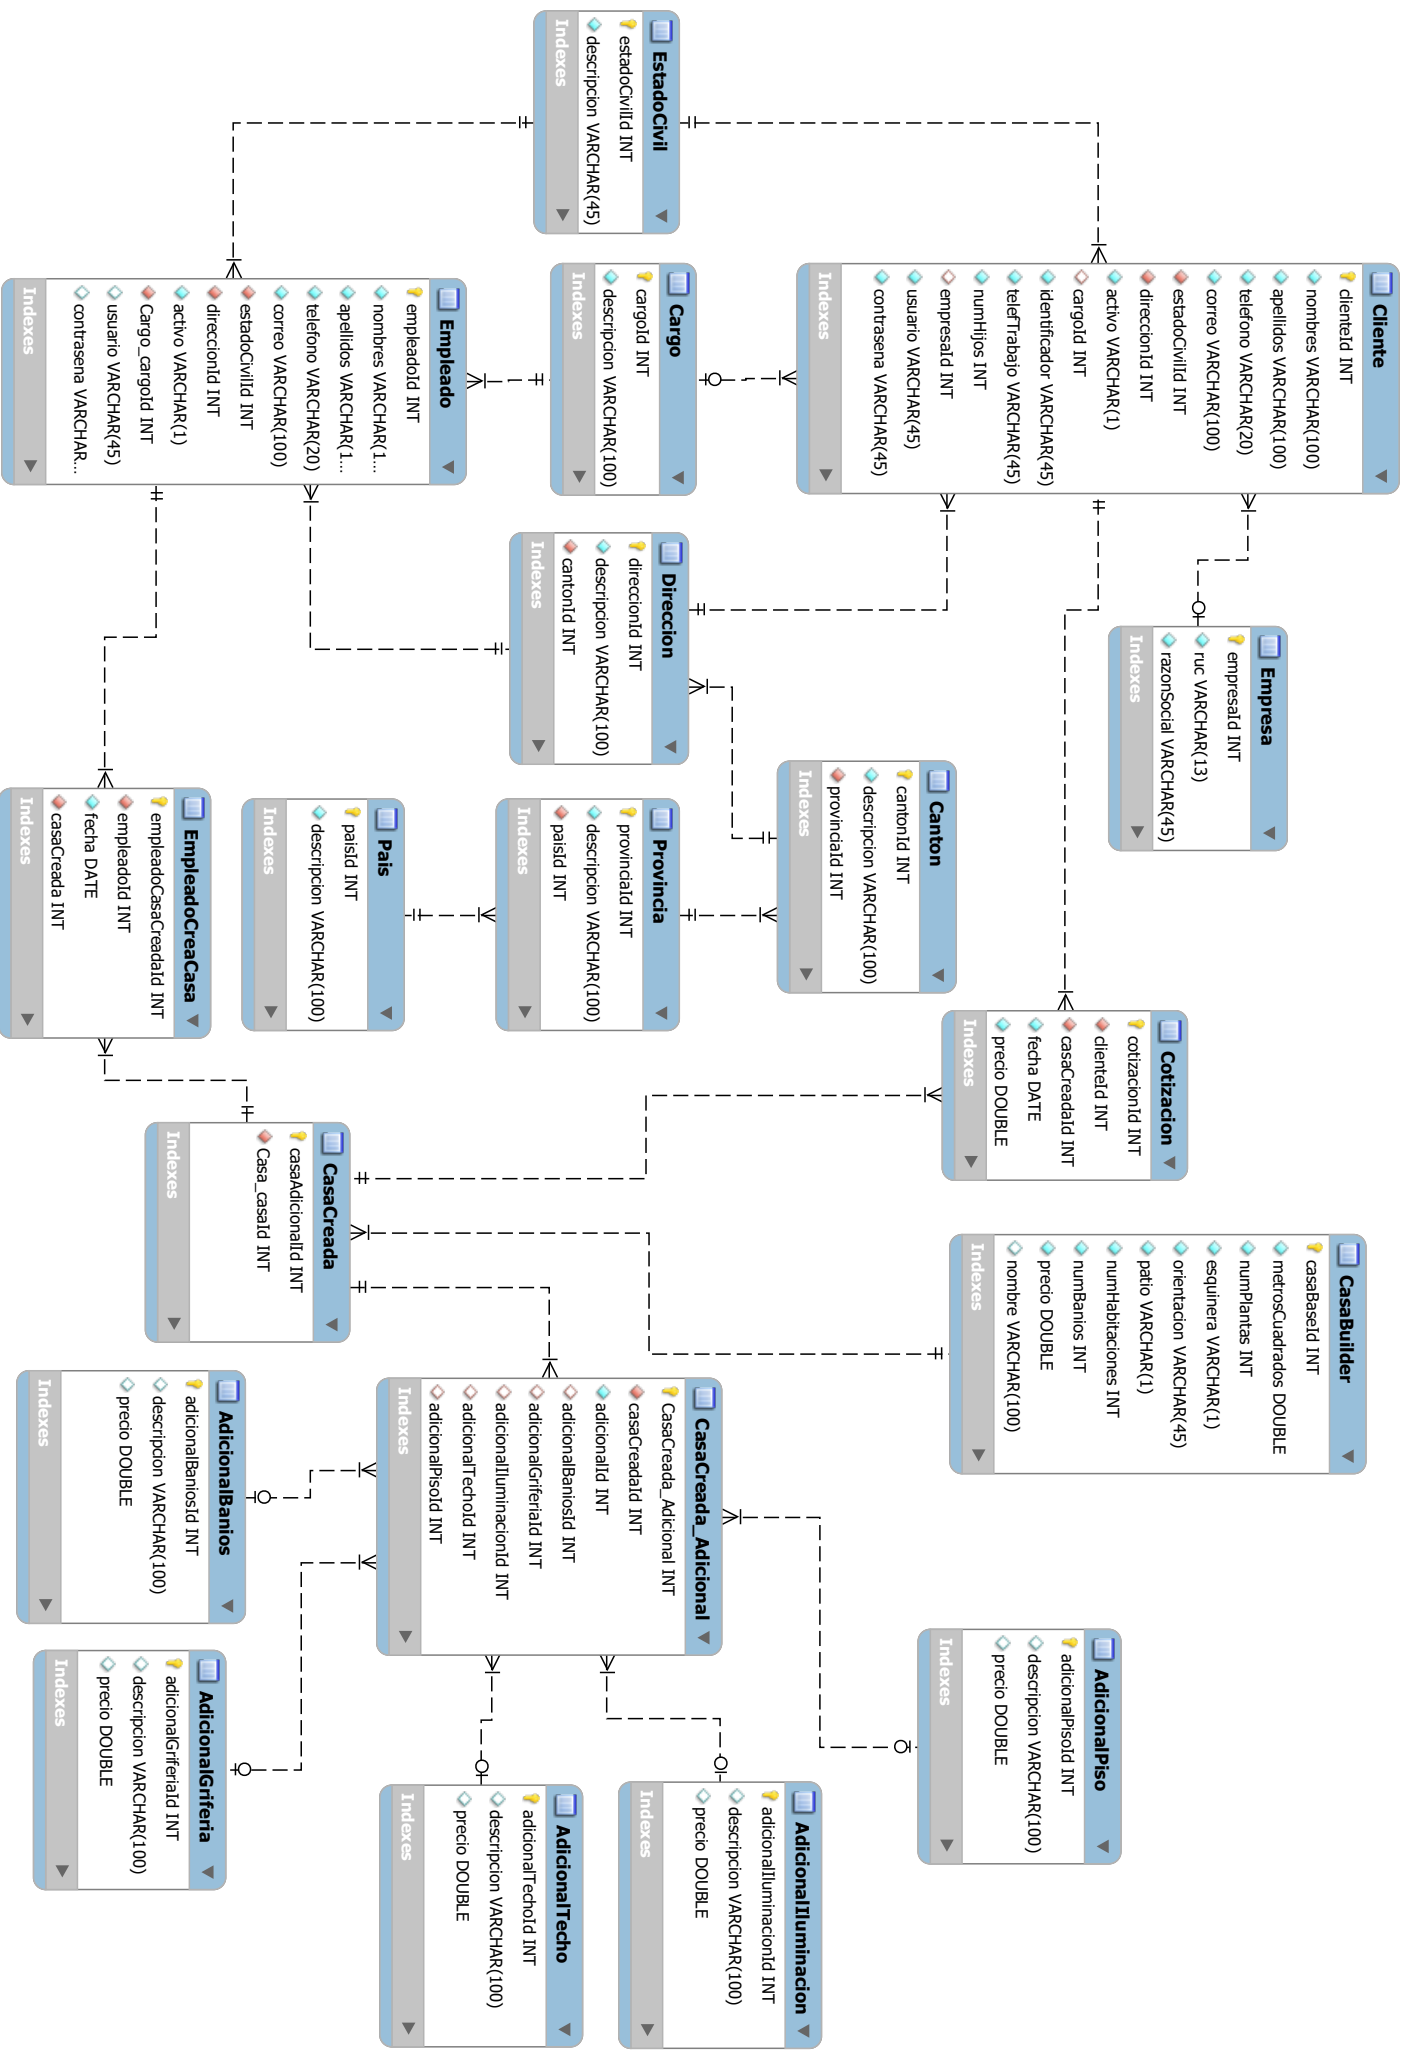 EstadoCivil
estadoCivilId INT
descripcion VARCHAR(45)
Indexes
Cliente
clienteId INT
nombres VARCHAR(100)
apellidos VARCHAR(100)
telefono VARCHAR(20)
correo VARCHAR(100)
estadoCivilId INT
direccionId INT
activo VARCHAR(1)
cargoId INT
identificador VARCHAR(45)
telefTrabajo VARCHAR(45)
numHijos INT
empresaId INT
usuario VARCHAR(45)
contrasena VARCHAR(45)
Indexes
Cargo
cargoId INT
descripcion VARCHAR(100)
Indexes
Empleado
empleadoId INT
nombres VARCHAR(1...
apellidos VARCHAR(1...
telefono VARCHAR(20)
correo VARCHAR(100)
estadoCivilId INT
direccionId INT
activo VARCHAR(1)
Cargo_cargoId INT
usuario VARCHAR(45)
contrasena VARCHAR...
Indexes
Empresa
empresaId INT
ruc VARCHAR(13)
razonSocial VARCHAR(45)
Indexes
Direccion
direccionId INT
descripcion VARCHAR(100)
cantonId INT
Indexes
Canton
cantonId INT
descripcion VARCHAR(100)
provinciaId INT
Indexes
Provincia
provinciaId INT
descripcion VARCHAR(100)
paisId INT
Indexes
Pais
paisId INT
descripcion VARCHAR(100)
Indexes
EmpleadoCreaCasa
empleadoCasaCreadaId INT
empleadoId INT
fecha DATE
casaCreada INT
Indexes
Cotizacion
cotizacionId INT
clienteId INT
casaCreadaId INT
fecha DATE
precio DOUBLE
Indexes
CasaCreada
casaAdicionalId INT
Casa_casaId INT
Indexes
CasaBuilder
casaBaseId INT
metrosCuadrados DOUBLE
numPlantas INT
esquinera VARCHAR(1)
orientacion VARCHAR(45)
patio VARCHAR(1)
numHabitaciones INT
numBanios INT
precio DOUBLE
nombre VARCHAR(100)
Indexes
CasaCreada_Adicional
CasaCreada_Adicional INT
casaCreadaId INT
adicionalId INT
adicionalBaniosId INT
adicionalGriferiaId INT
adicionalIluminacionId INT
adicionalTechoId INT
adicionalPisoId INT
Indexes
AdicionalBanios
adicionalBaniosId INT
descripcion VARCHAR(100)
precio DOUBLE
Indexes
AdicionalGriferia
adicionalGriferiaId INT
descripcion VARCHAR(100)
precio DOUBLE
Indexes
AdicionalPiso
adicionalPisoId INT
descripcion VARCHAR(100)
precio DOUBLE
Indexes
AdicionalIluminacion
adicionalIluminacionId INT
descripcion VARCHAR(100)
precio DOUBLE
Indexes
AdicionalTecho
adicionalTechoId INT
descripcion VARCHAR(100)
precio DOUBLE
Indexes